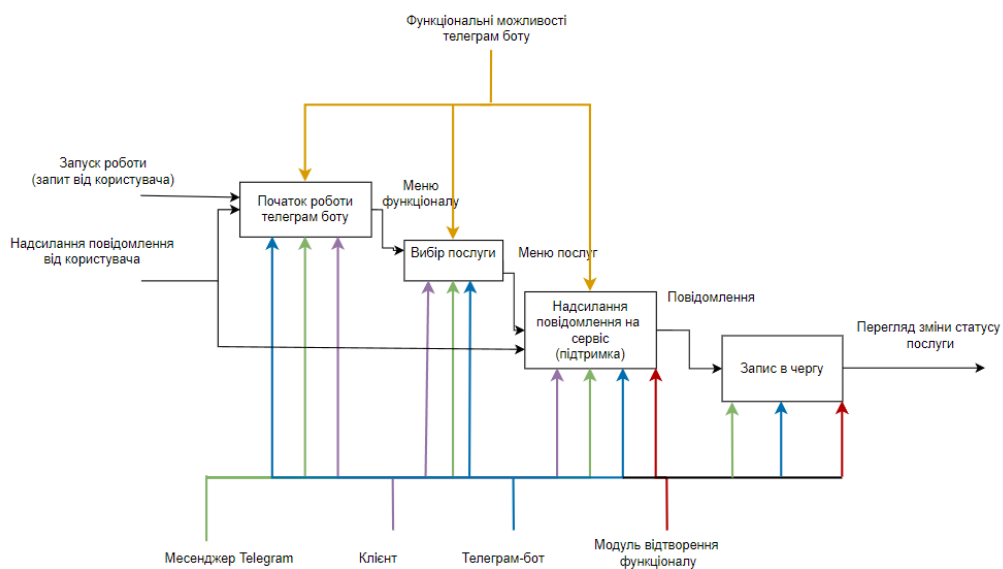 Функціональні можливості
телеграм боту
Запуск роботи
(запит від користувача)
Початок роботи
телеграм боту
Меню
функціоналу
Надсилання повідомлення
від користувача
Вибір послуги
Меню послуг
Надсилання
повідомлення на
сервіс
(підтримка)
Повідомлення
Запис в чергу
Перегляд зміни статусу
послуги
Месенджер Telegram
Клієнт
Телеграм-бот
Модуль відтворення
функціоналу